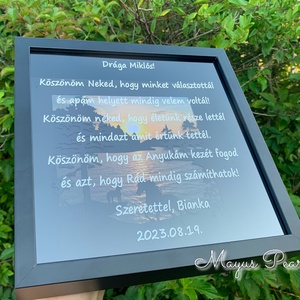 Drága Miklós!
Köszönöm Neked, hogy minket választottál
és apám helyett mindig velem voltál!
Köszönöm neked, hogy életünk része lettél
és mindazt amit értünk tettél.
Köszönöm, hogy az Anyukám kezét fogod
és azt, hogy Rád mindig számíthatok!
Szeretettel, Bianka
2023.08.19.
Mayus Pear